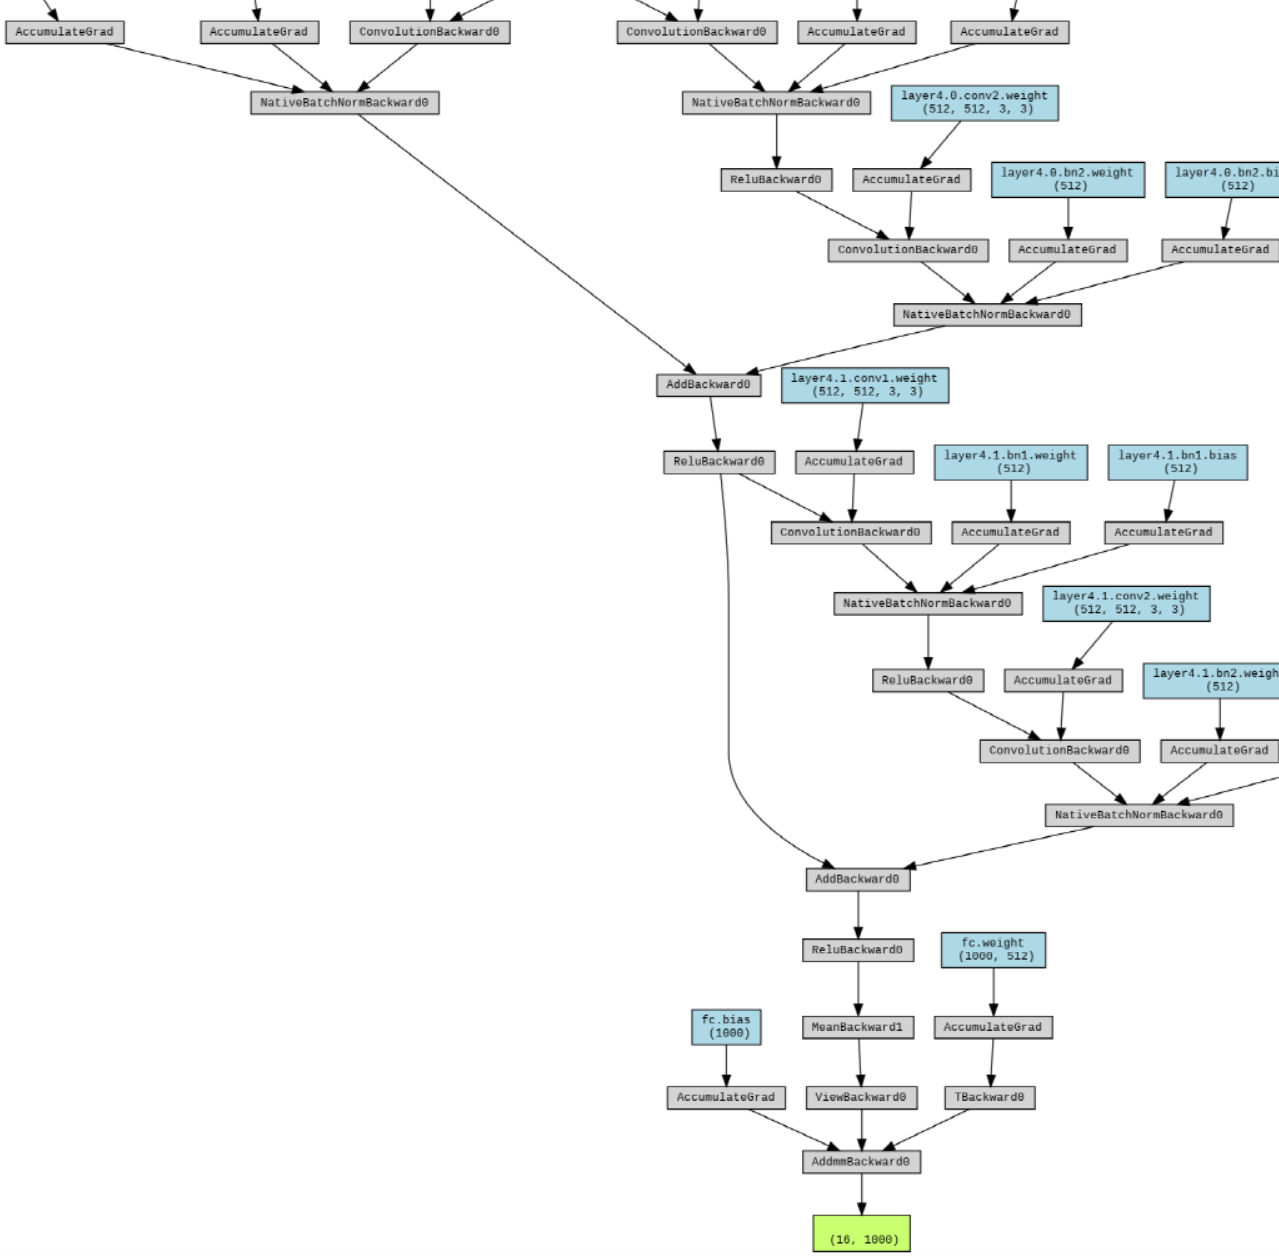 AccumulateGrad
AccumulateGrad
ConvolutionBackward0
ConvolutionBackward0
AccumulateGrad
AccumulateGrad
NativeBatchNormBackward0
NativeBatchNormBackward0
layer4.0.conv2.weight
(512, 512, 3, 3)
ReluBackward0
AccumulateGrad
layer4.0.bn2.weight
(512)
layer4.0.bn2.bi
(512)
ConvolutionBackward0
AccumulateGrad
AccumulateGrad
NativeBatchNormBackward0
AddBackward0
layer4.1.conv1.weight
(512, 512, 3, 3)
ReluBackward0
AccumulateGrad
layer4.1.bn1.weight
(512)
layer4.1.bn1.bias
(512)
ConvolutionBackward0
AccumulateGrad
AccumulateGrad
NativeBatchNormBackward0
layer4.1.conv2.weight
(512, 512, 3, 3)
ReluBackward0
AccumulateGrad
layer4.1.bn2.weigh
(512)
ConvolutionBackward0
AccumulateGrad
NativeBatchNormBackward0
AddBackward0
ReluBackward0
fc.weight
(1000, 512)
fc.bias
(1000)
MeanBackward1
AccumulateGrad
AccumulateGrad
ViewBackward0
TBackward0
AddmmBackward0
(16, 1000)